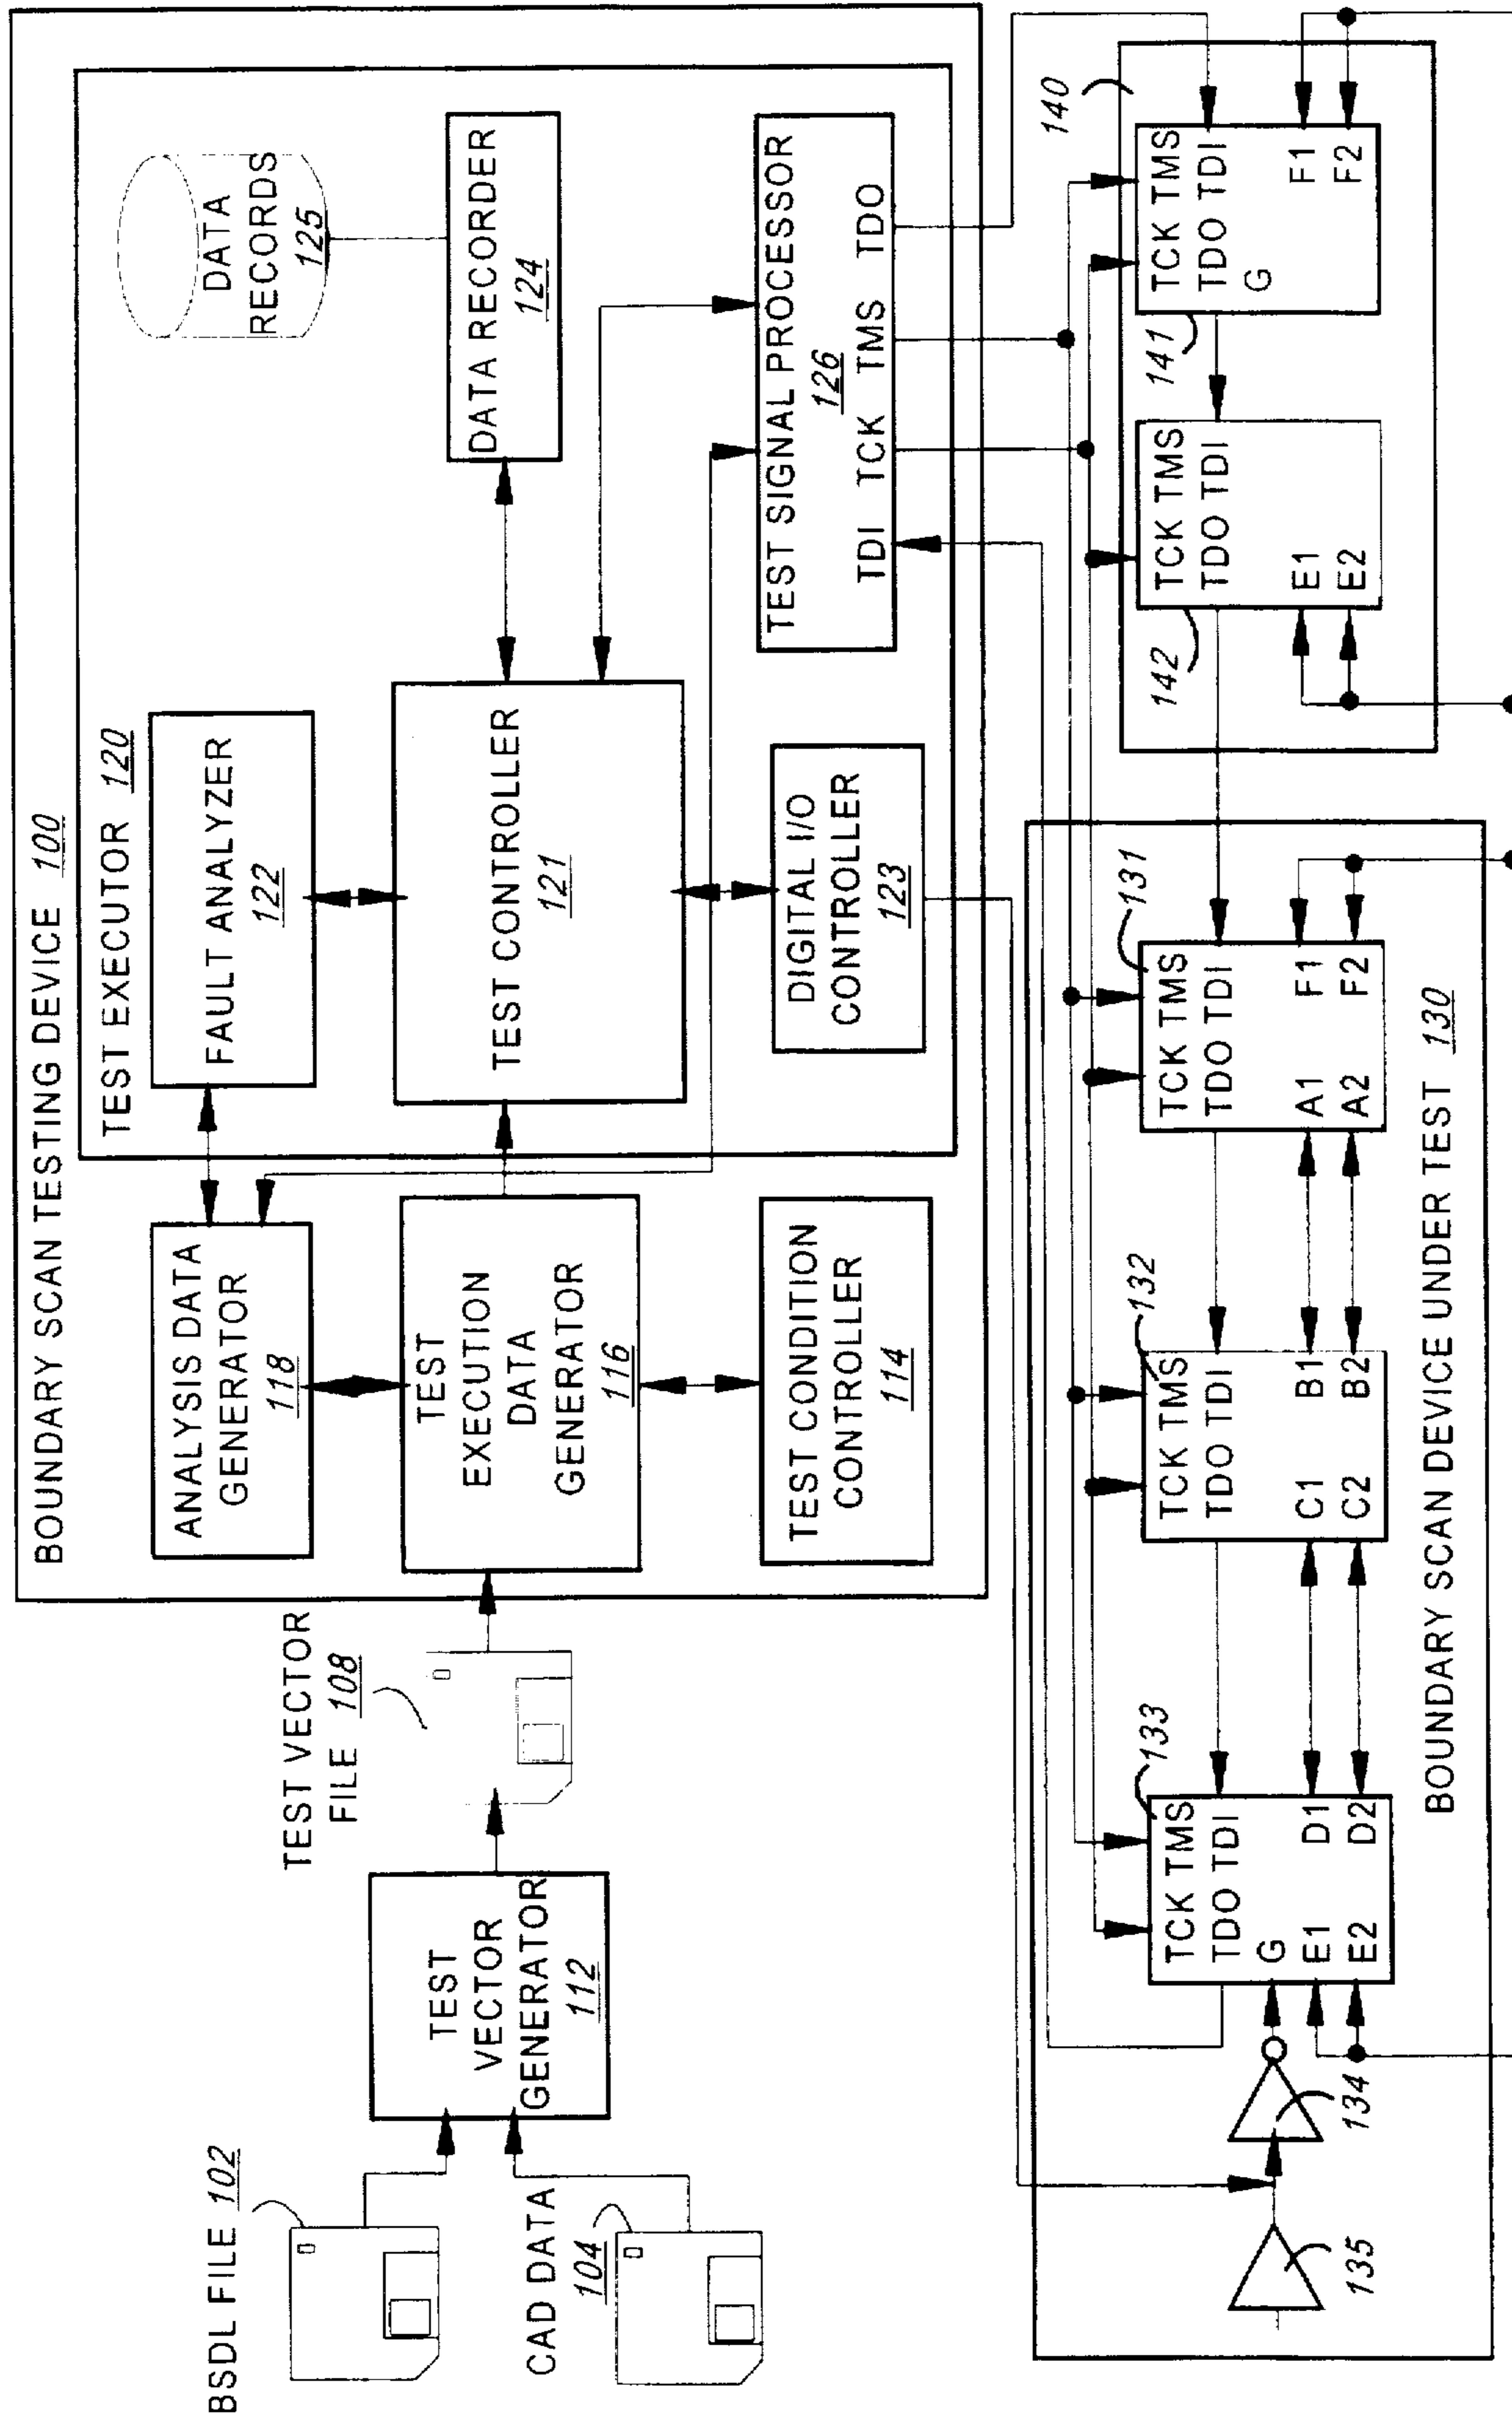 BSDL FILE 102
CAD DATA
104
TEST
VECTOR
GENERATOR
112
TEST VECTOR
FILE 108
BOUNDARY SCAN TESTING DEVICE 100
ANALYSIS DATA
GENERATOR
118
TEST
EXECUTION
DATA
GENERATOR
116
TEST CONDITION
CONTROLLER
114
TEST EXECUTOR 120
FAULT ANALYZER
122
TEST CONTROLLER
121
DIGITAL I/O
CONTROLLER
123
DATA
RECORDS
125
DATA RECORDER
124
TEST SIGNAL PROCESSOR
126
TDI TCK TMS TDO
135
134
133
TCK TMS
TDO TDI
G
E1 D1
E2 D2
132
TCK TMS
TDO TDI
C1 B1
C2 B2
131
TCK TMS
TDO TDI
A1 F1
A2 F2
BOUNDARY SCAN DEVICE UNDER TEST 130
142
TCK TMS
TDO TDI
E1
E2
140
141
TCK TMS
TDO TDI
G
F1
F2